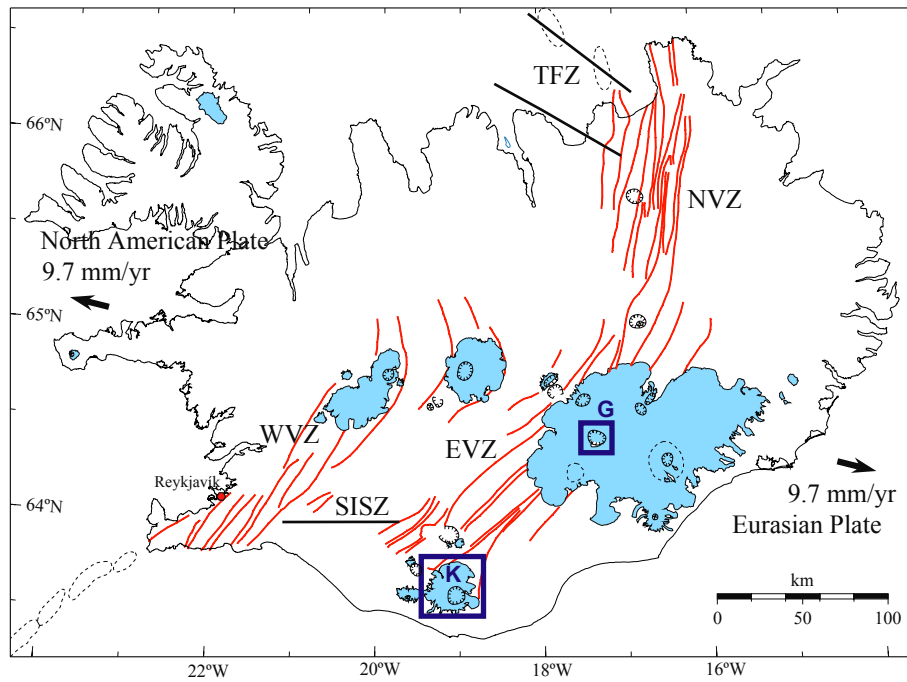 TFZ
66ºN
NVZ
North American Plate
9.7 mm/yr
65ºN
G
WVZ
EVZ
Reykjavik
64ºN
SISZ
9.7 mm/yr
Eurasian Plate
K
km
0 50 100
22ºW 20ºW 18ºW 16ºW